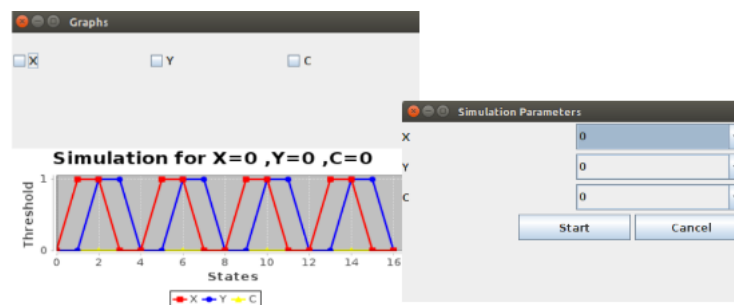 Graphs
X Y C
Simulation for X=0 ,Y=0 ,C=0
Threshold
1
0
0 2 4 6 8 10 12 14 16
States
X Y C
Simulation Parameters
X 0
Y 0
C 0
Start Cancel